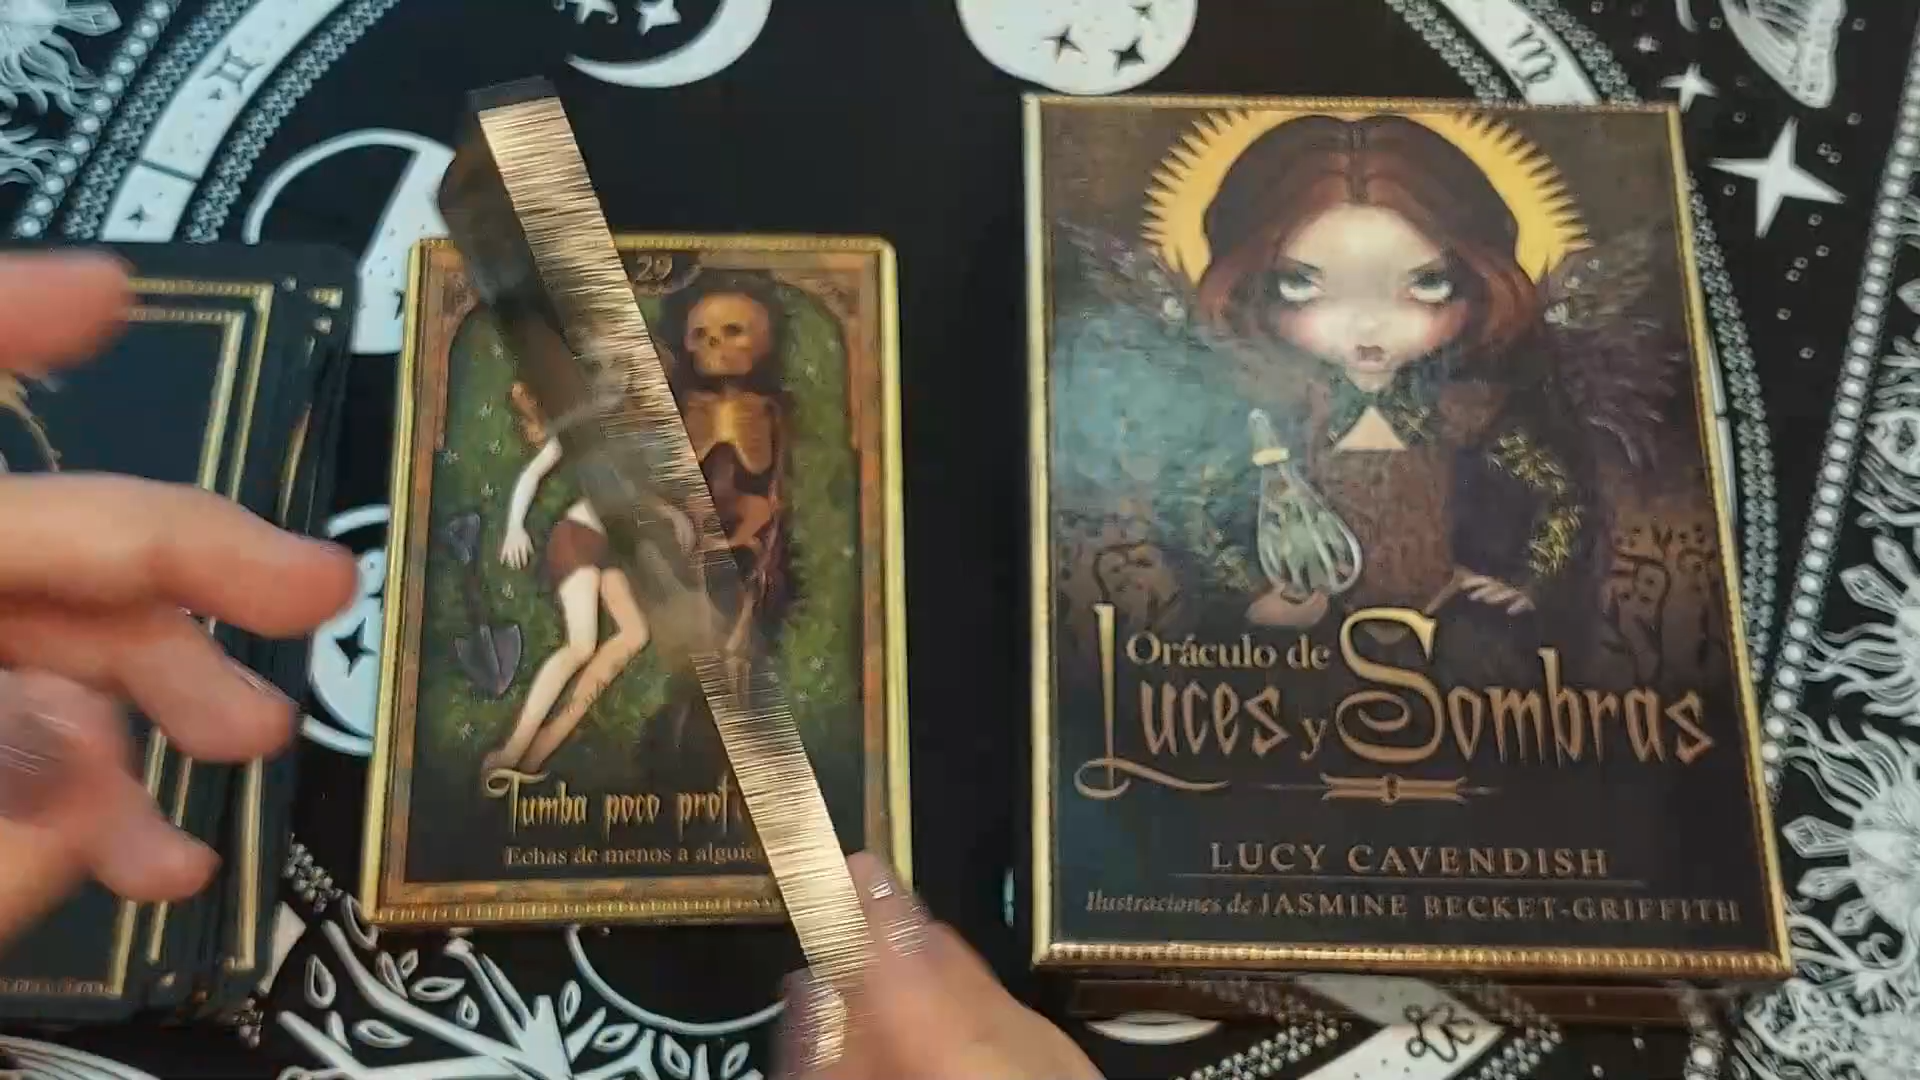 29
Tumba poco prof
Echas de menos a alguie
Oráculo de
Luces y Sombras
LUCY CAVENDISH
Ilustraciones de JASMINE BECKET-GRIFFITH